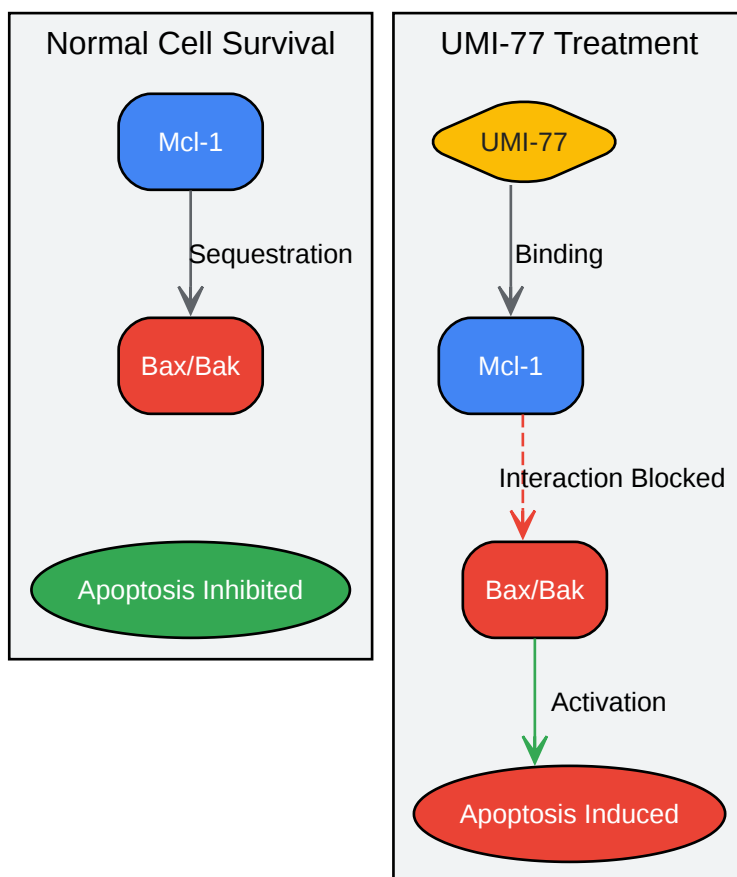 Normal Cell Survival
Mcl-1
Sequestration
Bax/Bak
Apoptosis Inhibited
UMI-77 Treatment
UMI-77
Binding
Mcl-1
Interaction Blocked
Bax/Bak
Activation
Apoptosis Induced